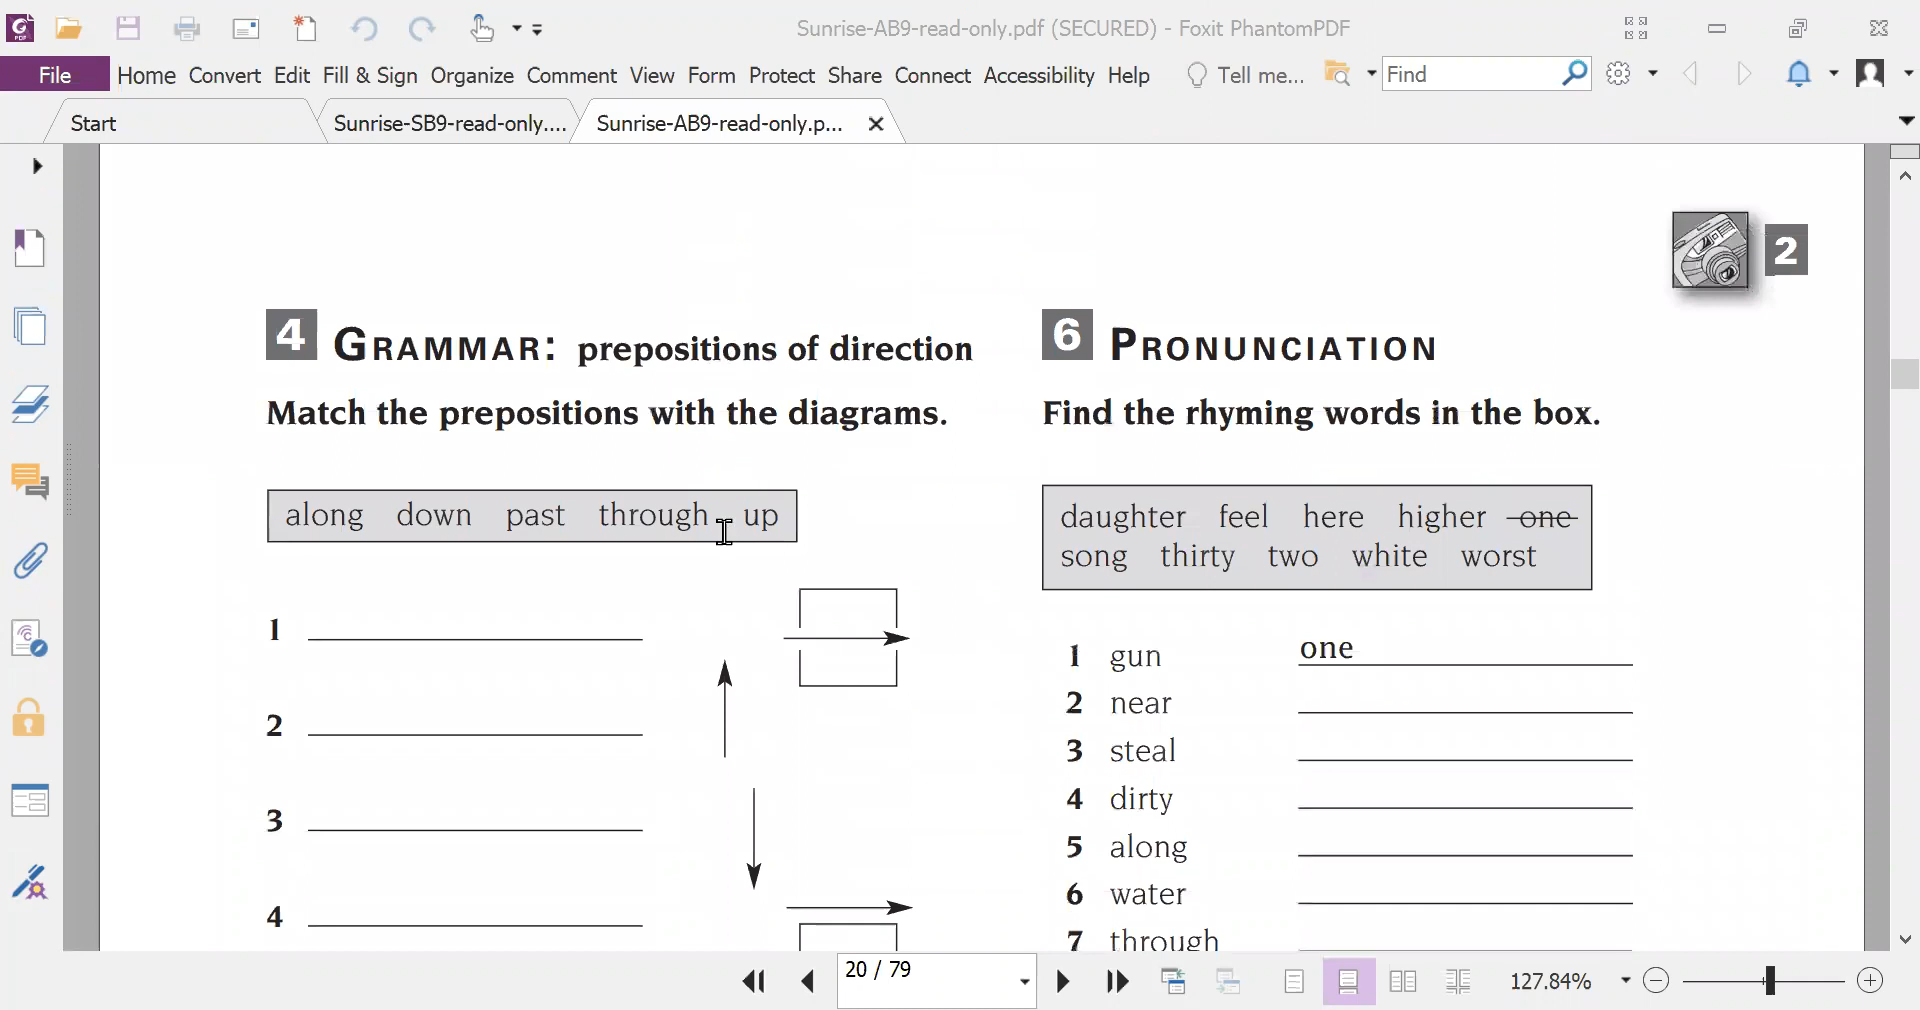 Sunrise-AB9-read-only.pdf (SECURED) - Foxit PhantomPDF
File Home Convert Edit Fill & Sign Organize Comment View Form Protect Share Connect Accessibility Help Tell me... Find
Start Sunrise-SB9-read-only.... Sunrise-AB9-read-only.p...
2
4 GRAMMAR: prepositions of direction
Match the prepositions with the diagrams.
along down past through up
1
2
3
4
6 PRONUNCIATION
Find the rhyming words in the box.
daughter feel here higher one
song thirty two white worst
1 gun one
2 near
3 steal
4 dirty
5 along
6 water
7 through
20 / 79 127.84%